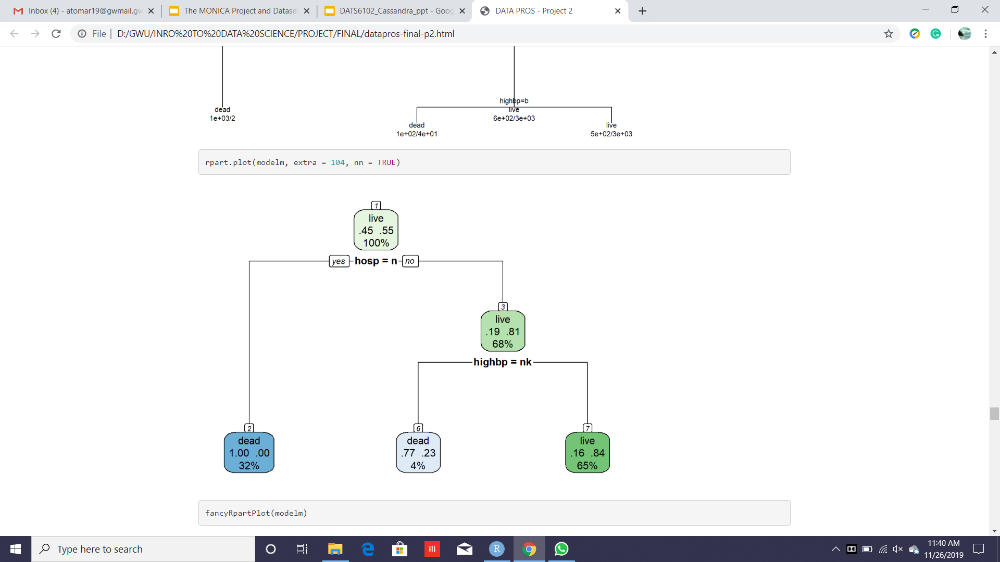 Inbox (4) - atomar19@gwmail.gw
The MONICA Project and Datase
DATS6102_Cassandra_ppt - Goog
DATA PROS - Project 2
File
D:/GWU/INRO%20TO%20DATA%20SCIENCE/PROJECT/FINAL/datapros-final-p2.html
highbp=b
dead
1e+03/2
live
6e+02/3e+03
dead
1e+02/4e+01
live
5e+02/3e+03
rpart.plot(modelm, extra = 104, nn = TRUE)
1
live
.45 .55
100%
yes hosp = n no
3
live
.19 .81
68%
highbp = nk
2
dead
1.00 .00
32%
6
dead
.77 .23
4%
7
live
.16 .84
65%
fancyRpartPlot(modelm)
Type here to search
R
11:40 AM
11/26/2019